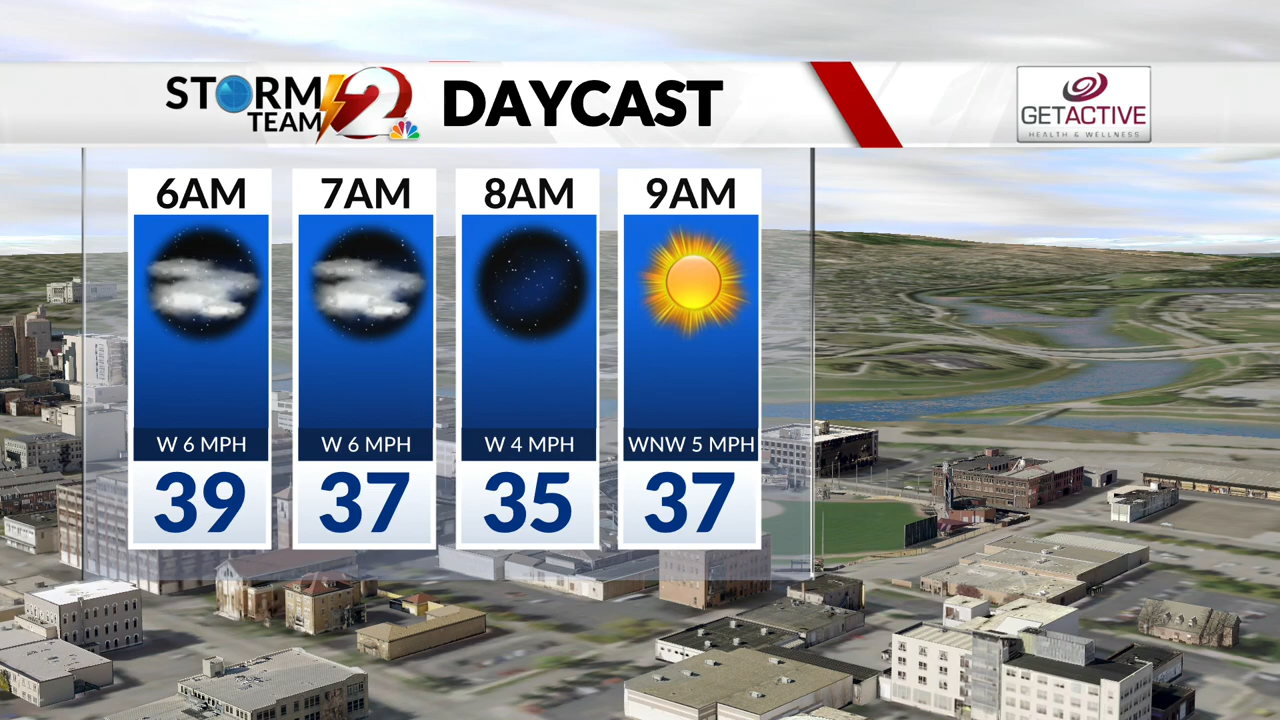 STORM
TEAM
2
DAYCAST
GETACTIVE
HEALTH & WELLNESS
6AM
7AM
8AM
9AM
W 6 MPH
W 6 MPH
W 4 MPH
WNW 5 MPH
39
37
35
37